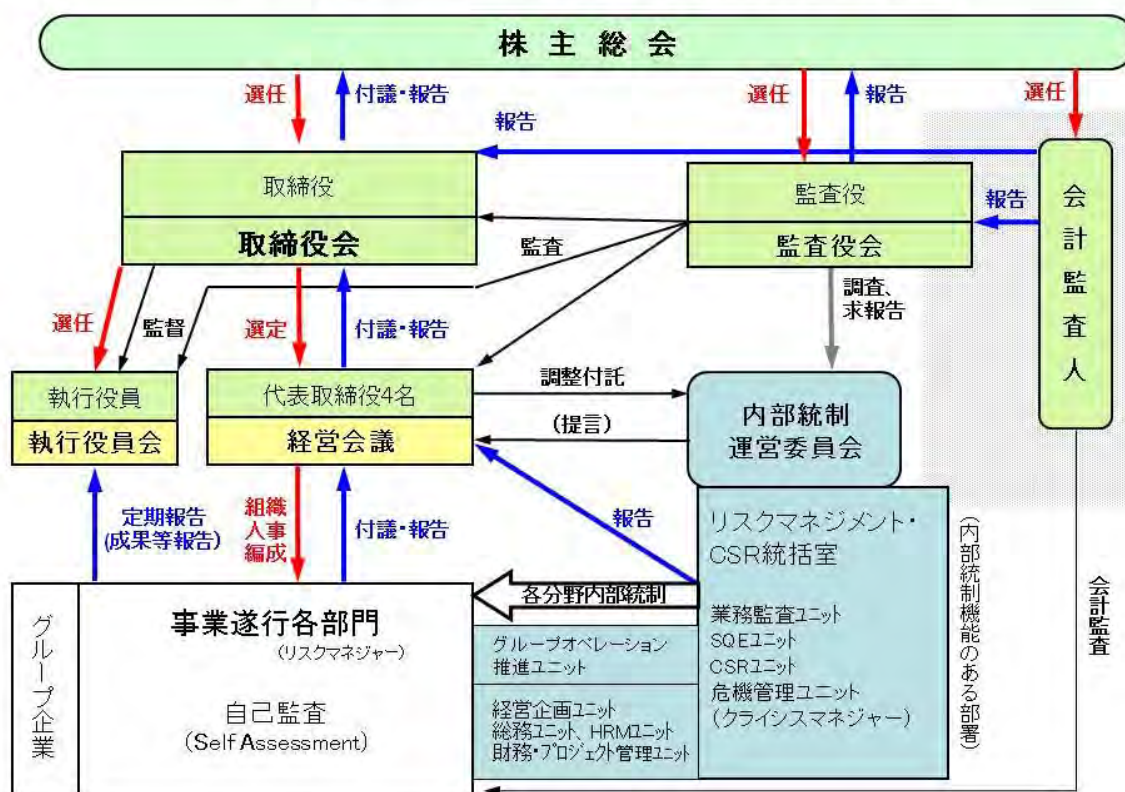 株主総会
選任
付議・報告
選任
報告
選任
報告
取締役
取締役会
監査役
監査役会
報告
会計監査人
監査
選任
監督
選定
付議・報告
調査、
求報告
執行役員
執行役員会
代表取締役4名
経営会議
調整付託
(提言)
内部統制
運営委員会
定期報告
(成果等報告)
組織
人事
編成
付議・報告
報告
リスクマネジメント・
CSR統括室
業務監査ユニット
SQEユニット
CSRユニット
危機管理ユニット
(クライシスマネジャー)
(内部統制機能のある部署)
会計監査
各分野内部統制
グループ企業
事業遂行各部門
(リスクマネジャー)
自己監査
(Self Assessment)
グループオペレーション
推進ユニット
経営企画ユニット
総務ユニット、HRMユニット
財務・プロジェクト管理ユニット